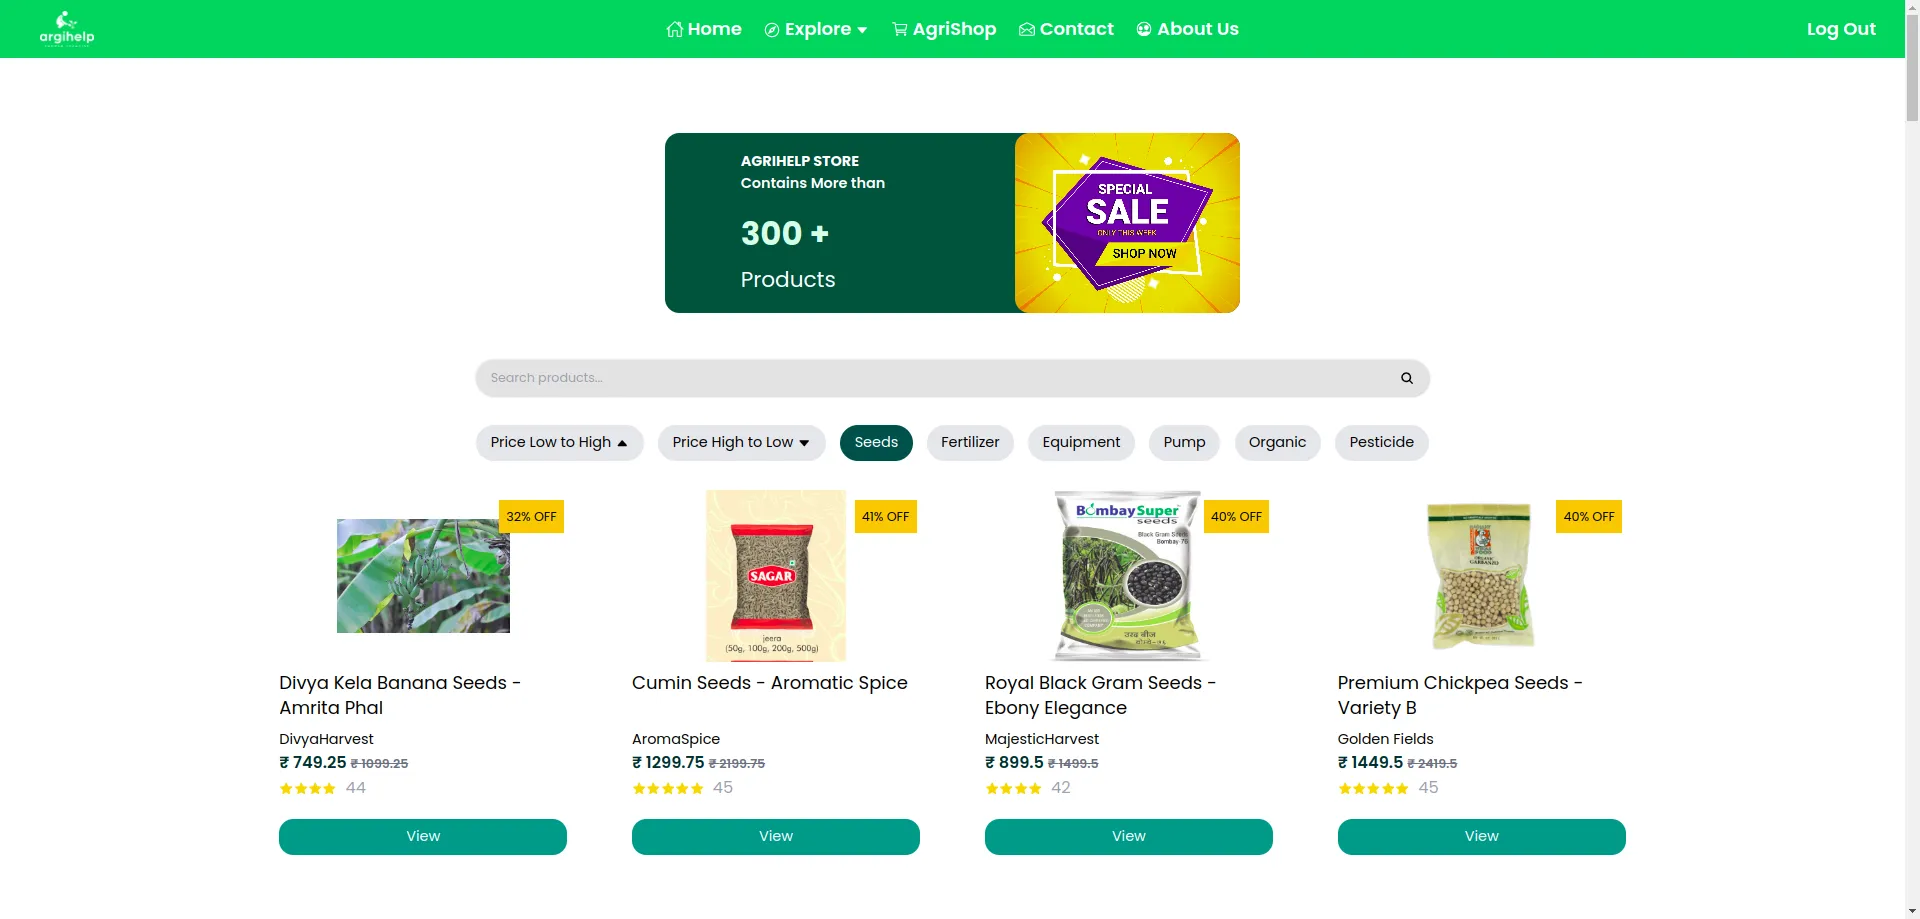 argihelp
Home
Explore
AgriShop
Contact
About Us
Log Out
AGRIHELP STORE
Contains More than
300 +
Products
SPECIAL
SALE
ONLY THIS WEEK
SHOP NOW
Search products...
Price Low to High
Price High to Low
Seeds
Fertilizer
Equipment
Pump
Organic
Pesticide
32% OFF
Divya Kela Banana Seeds -
Amrita Phal
DivyaHarvest
₹ 749.25 ₹ 1099.25
44
View
41% OFF
SAGAR
jeera
(50g, 100g, 200g, 500g)
Cumin Seeds - Aromatic Spice
AromaSpice
₹ 1299.75 ₹ 2199.75
45
View
40% OFF
BombaySuper
seeds
Black Gram Seeds
Bombay-76
उरद बीज
Royal Black Gram Seeds -
Ebony Elegance
MajesticHarvest
₹ 899.5 ₹ 1499.5
42
View
40% OFF
ORGANIC
GARBANZO
Premium Chickpea Seeds -
Variety B
Golden Fields
₹ 1449.5 ₹ 2419.5
45
View